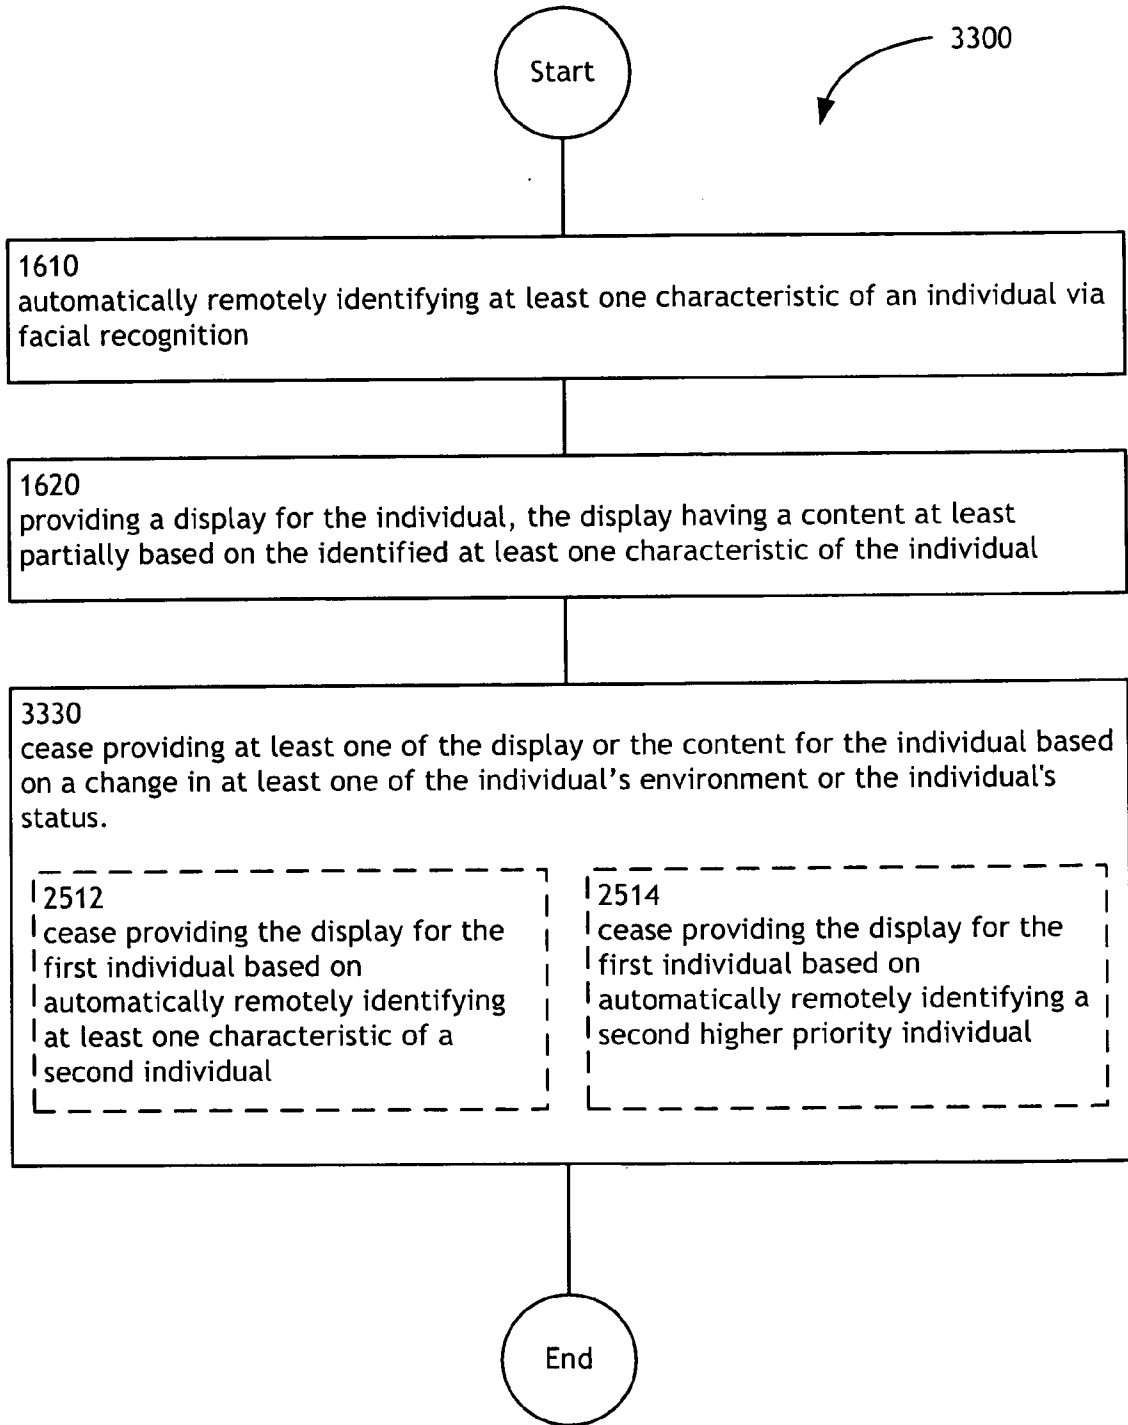 Start
3300
1610
automatically remotely identifying at least one characteristic of an individual via
facial recognition
1620
providing a display for the individual, the display having a content at least
partially based on the identified at least one characteristic of the individual
3330
cease providing at least one of the display or the content for the individual based
on a change in at least one of the individual's environment or the individual's
status.
2512
cease providing the display for the
first individual based on
automatically remotely identifying
at least one characteristic of a
second individual
2514
cease providing the display for the
first individual based on
automatically remotely identifying a
second higher priority individual
End